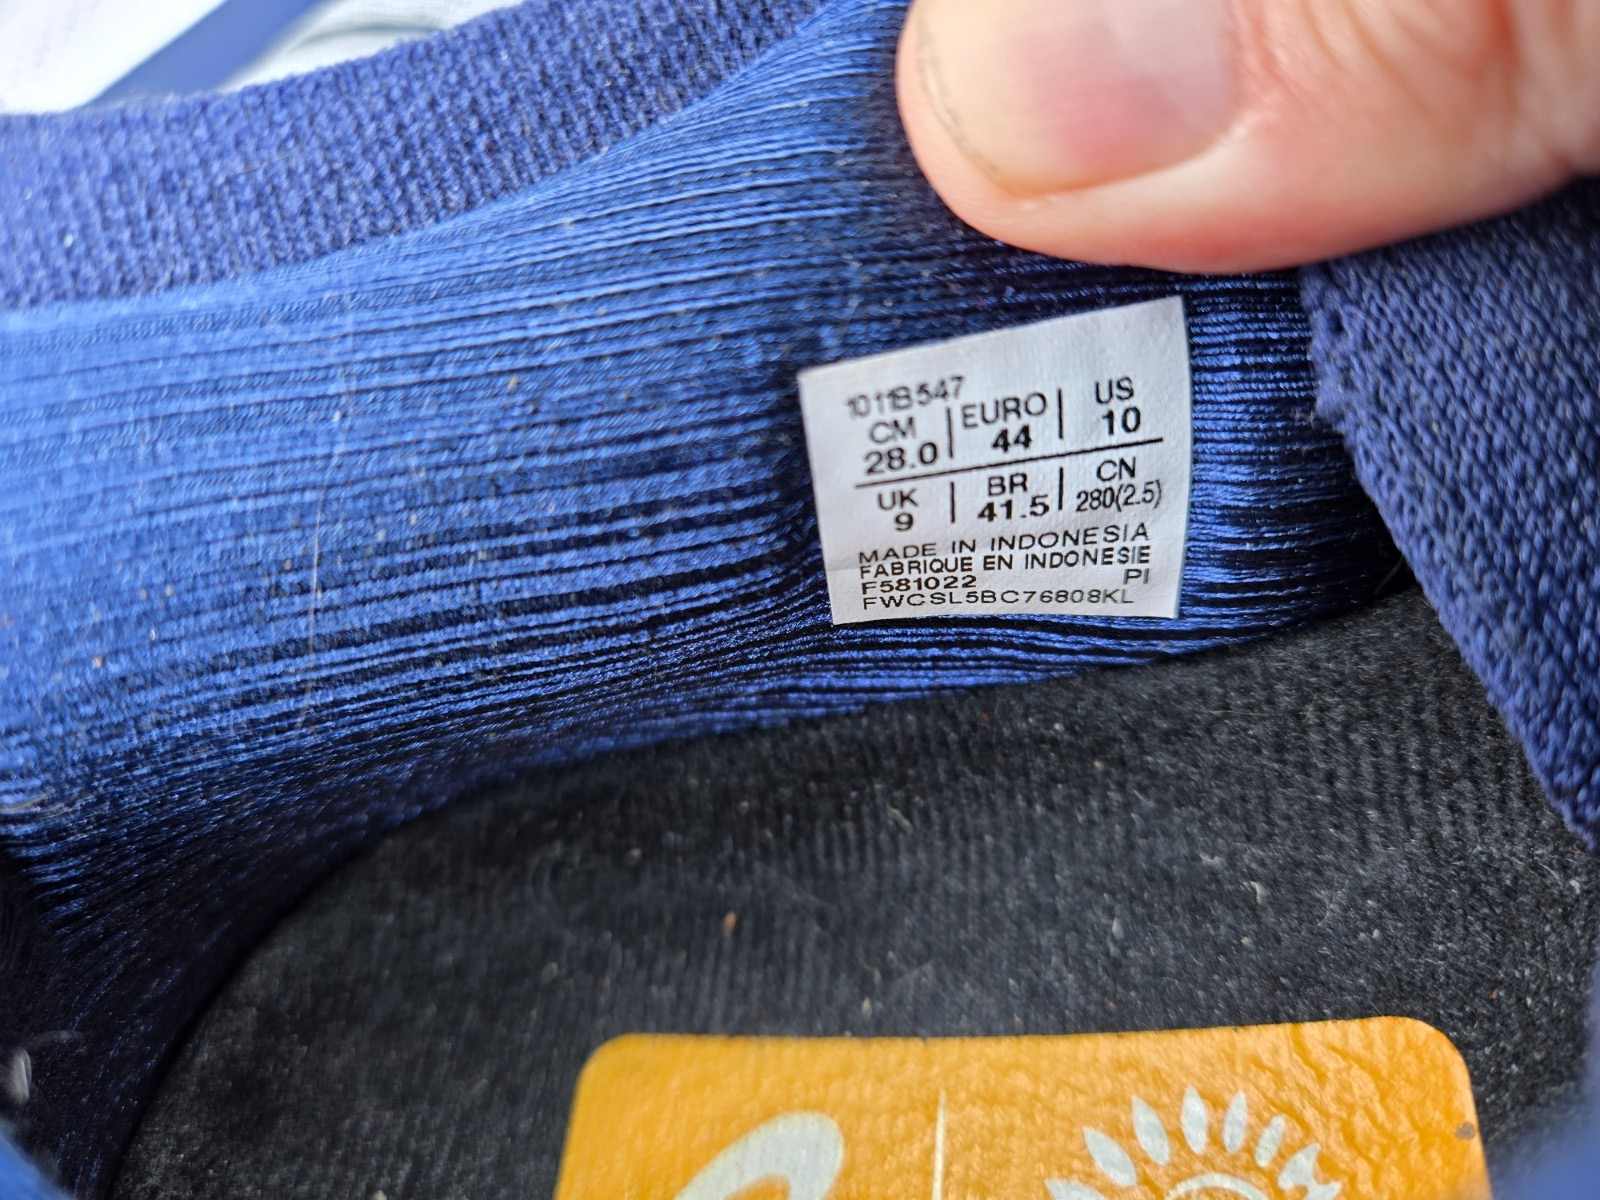 1011B547
CM | EURO | US
28.0 44 10
UK | BR | CN
9 41.5 280(2.5)
MADE IN INDONESIA
FABRIQUE EN INDONESIE
F581022 PI
FWCSL5BC76808KL